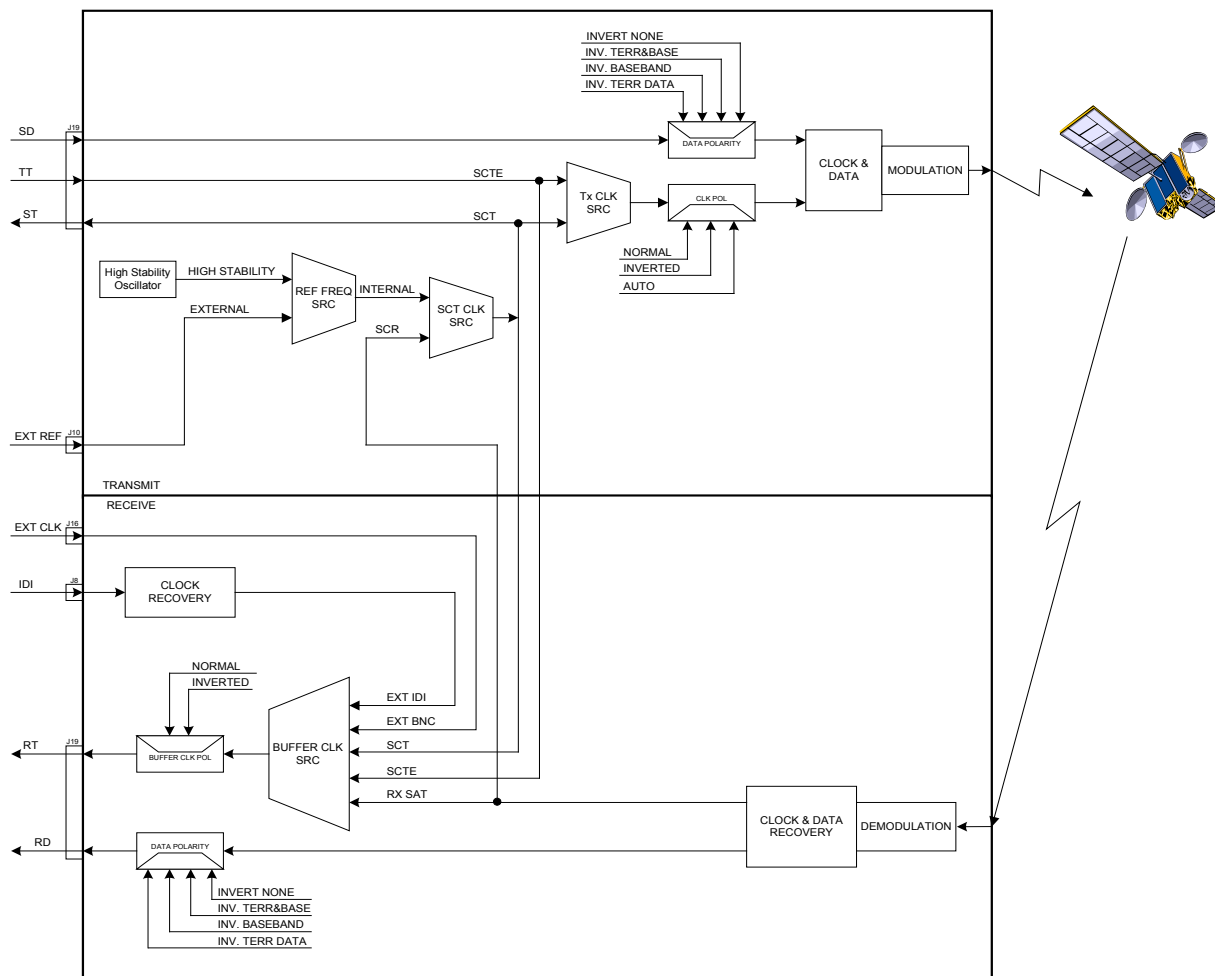 INVERT NONE
INV. TERR&BASE
INV. BASEBAND
INV. TERR DATA
J19
SD
DATA POLARITY
CLOCK &
DATA
MODULATION
TT
SCTE
Tx CLK
SRC
CLK POL
ST
SCT
NORMAL
INVERTED
AUTO
High Stability
Oscillator
HIGH STABILITY
REF FREQ
SRC
INTERNAL
SCT CLK
SRC
EXTERNAL
SCR
EXT REF
J10
TRANSMIT
RECEIVE
EXT CLK
J16
IDI
J8
CLOCK
RECOVERY
NORMAL
INVERTED
EXT IDI
EXT BNC
RT
J19
BUFFER CLK POL
BUFFER CLK
SRC
SCT
SCTE
RX SAT
CLOCK & DATA
RECOVERY
DEMODULATION
RD
DATA POLARITY
INVERT NONE
INV. TERR&BASE
INV. BASEBAND
INV. TERR DATA